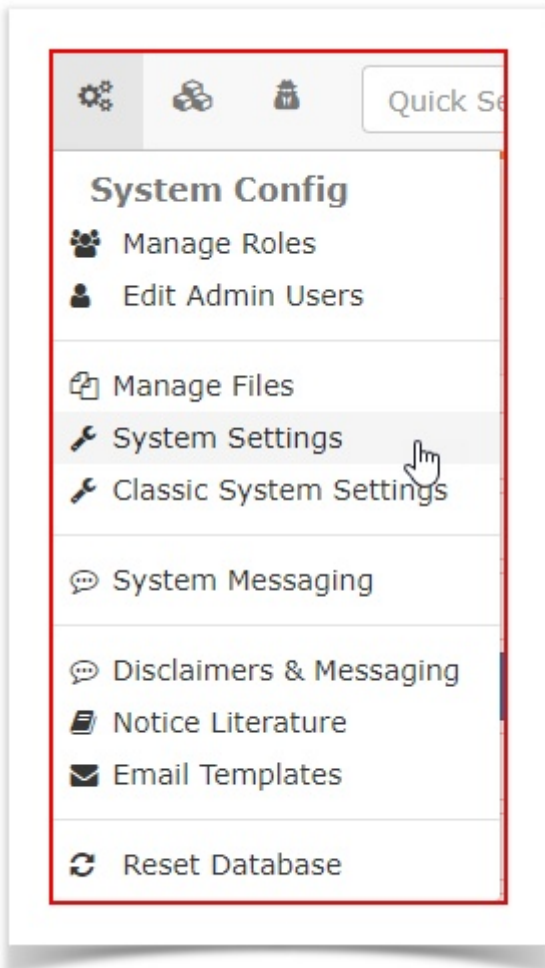 Quick Se
System Config
Manage Roles
Edit Admin Users
Manage Files
System Settings
Classic System Settings
System Messaging
Disclaimers & Messaging
Notice Literature
Email Templates
Reset Database